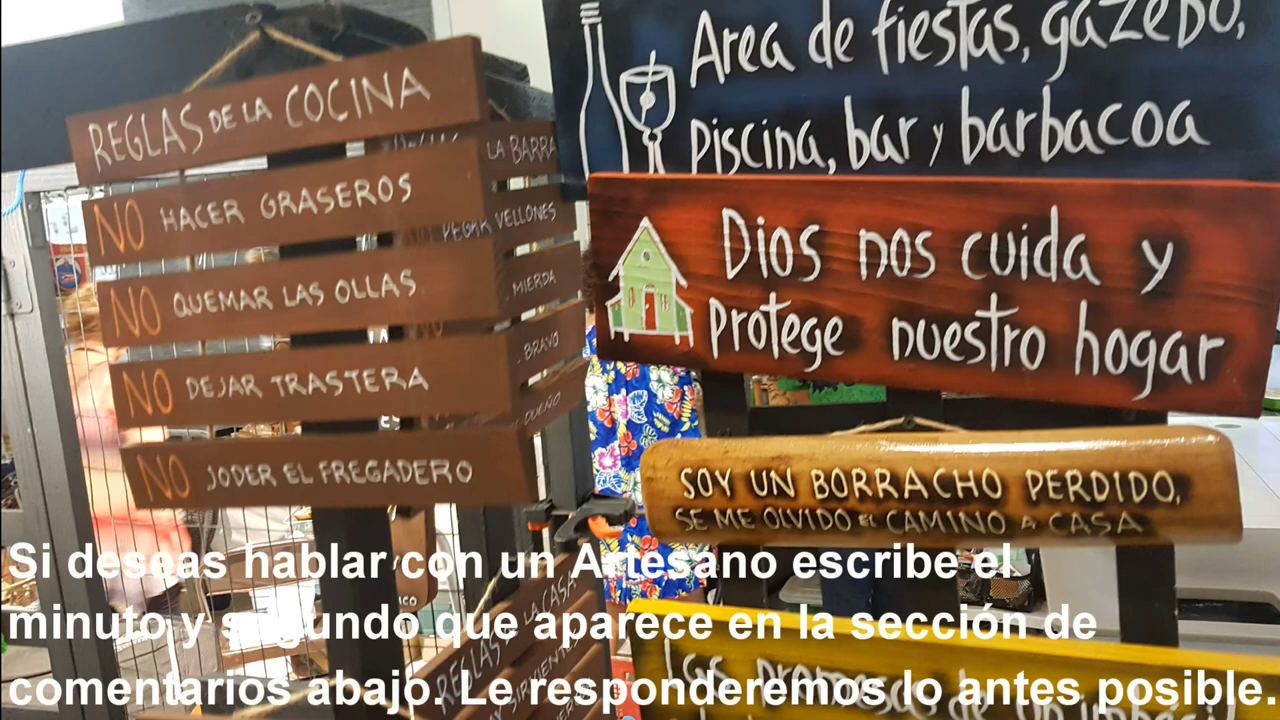 REGLAS DE LA COCINA
NO HACER GRASEROS
NO QUEMAR LAS OLLAS
NO DEJAR TRASTERA
NO JODER EL FREGADERO
LA BARRA
PEGAR VELLONES
MIERDA
BRAVO
DUEÑO
Area de fiestas, gazebo,
piscina, bar y barbacoa
Dios nos cuida y
protege nuestro hogar
SOY UN BORRACHO PERDIDO,
SE ME OLVIDO EL CAMINO A CASA
REGLAS LA CASA
Las promesas de un
Si deseas hablar con un Artesano escribe el
minuto y segundo que aparece en la sección de
comentarios abajo. Le responderemos lo antes posible.